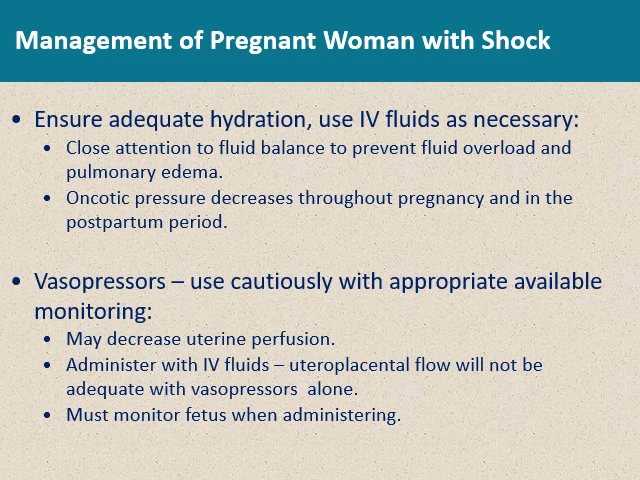 Management of Pregnant Woman with Shock
• Ensure adequate hydration, use IV fluids as necessary:
• Close attention to fluid balance to prevent fluid overload and
pulmonary edema.
• Oncotic pressure decreases throughout pregnancy and in the
postpartum period.
• Vasopressors – use cautiously with appropriate available
monitoring:
• May decrease uterine perfusion.
• Administer with IV fluids – uteroplacental flow will not be
adequate with vasopressors  alone.
• Must monitor fetus when administering.